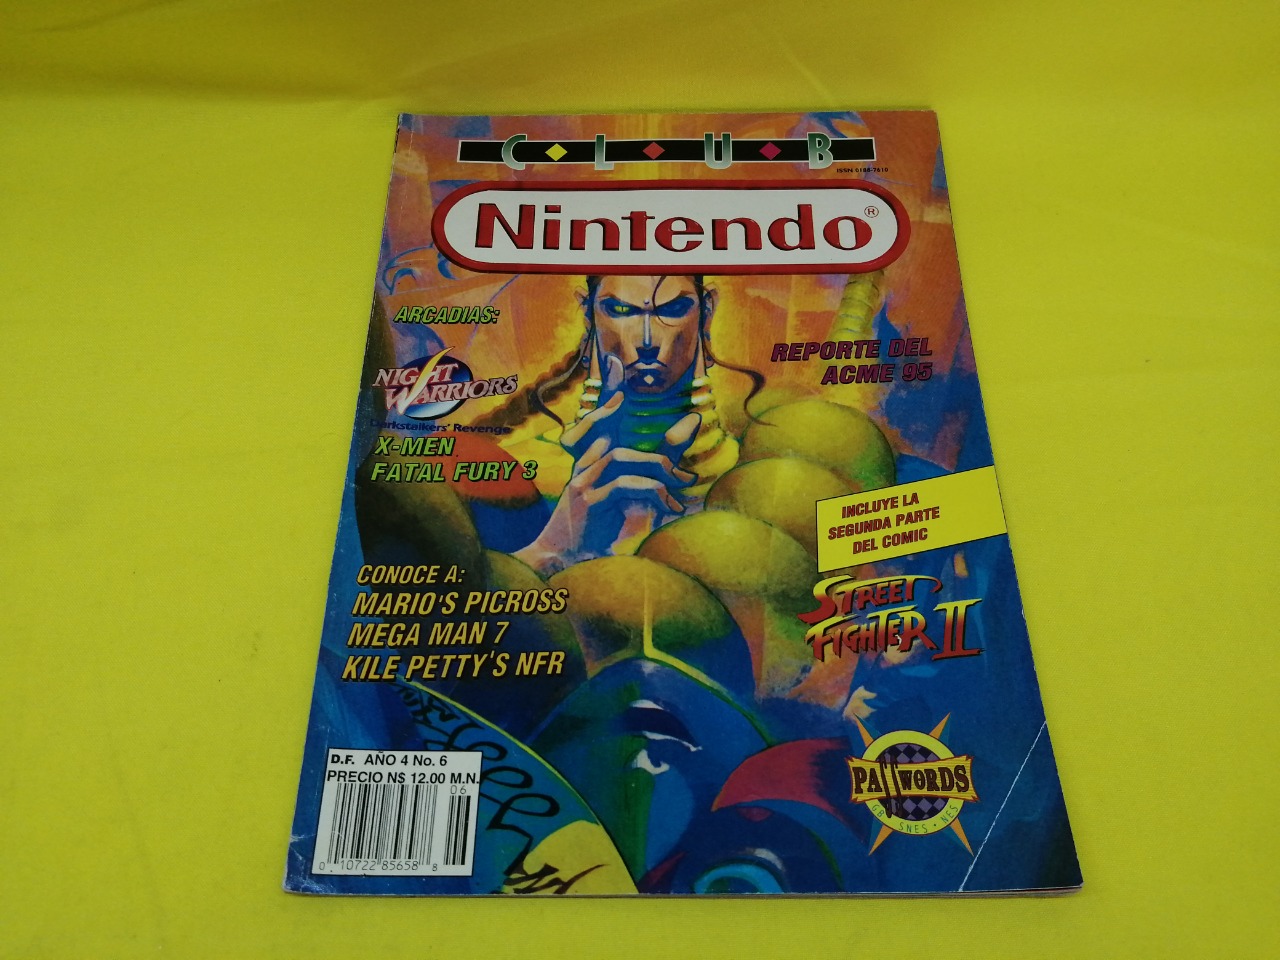 CLUB
ISSN 0188-7610
Nintendo®
ARCADIAS:
NIGHT
WARRIORS
Darkstalkers' Revenge
X-MEN
FATAL FURY 3
REPORTE DEL
ACME 95
INCLUYE LA
SEGUNDA PARTE
DEL COMIC
STREET
FIGHTER II
CONOCE A:
MARIO'S PICROSS
MEGA MAN 7
KILE PETTY'S NFR
PASSWORDS
GB • SNES • NES
D.F. AÑO 4 No. 6
PRECIO N$ 12.00 M.N.
06
0 10722 85658 8